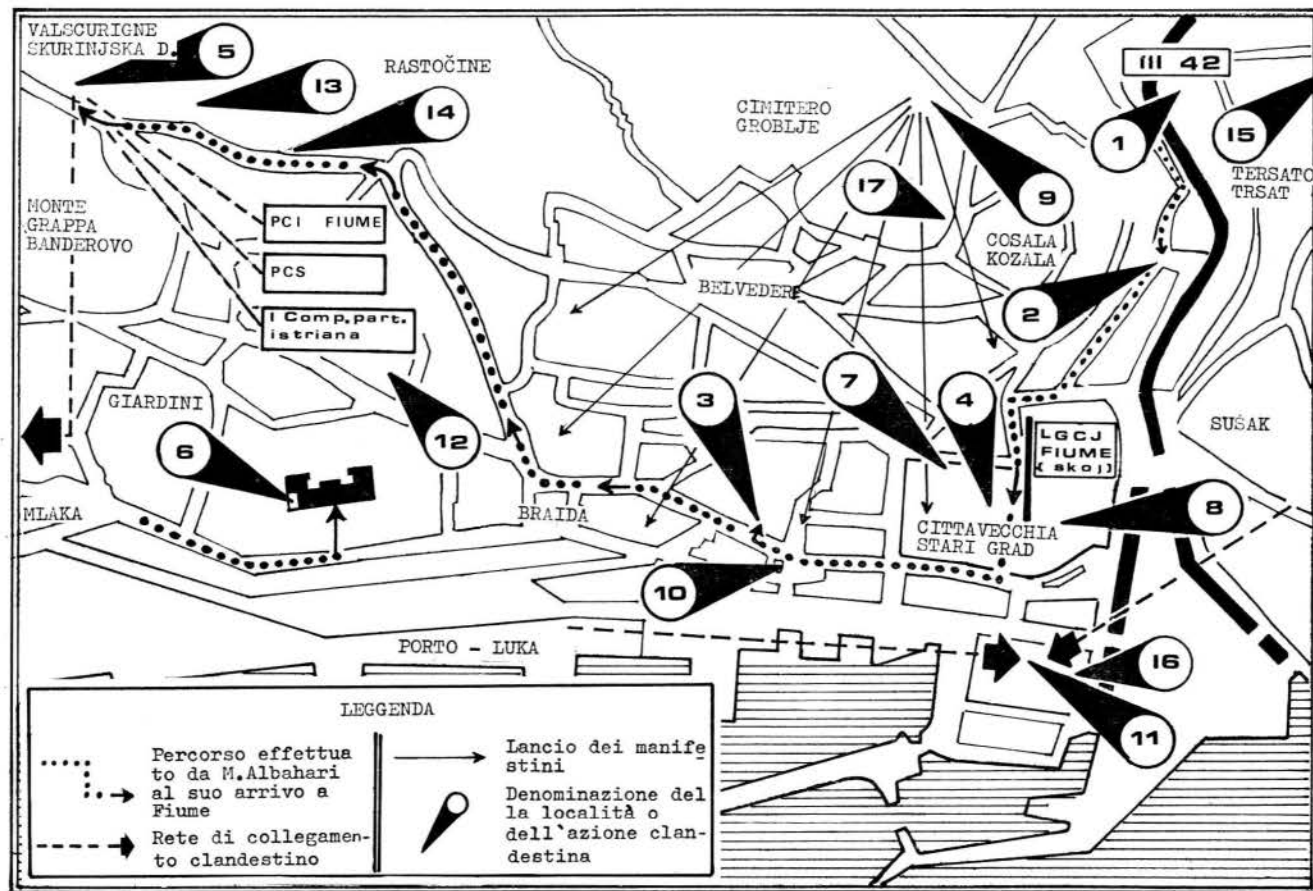 VALSCURIGNE
SKURINJSKA D.
5
13
14
RASTOČINE
CIMITERO
GROBLJE
III 42
1
15
TERSATO
TRSAT
17
9
COSALA
KOZALA
MONTE
GRAPPA
BANDEROVO
PCI FIUME
PCS
I Comp.part.
istriana
BELVEDERE
2
GIARDINI
6
12
3
7
4
LGCJ
FIUME
( skoj)
SUŠAK
MLAKA
BRAIDA
CITTAVECCHIA
STARI GRAD
8
10
PORTO - LUKA
16
11
LEGGENDA
Percorso effettua
to da M.Albahari
al suo arrivo a
Fiume
Rete di collegamen-
to clandestino
Lancio dei manife
stini
Denominazione del
la località o
dell'azione clan-
destina